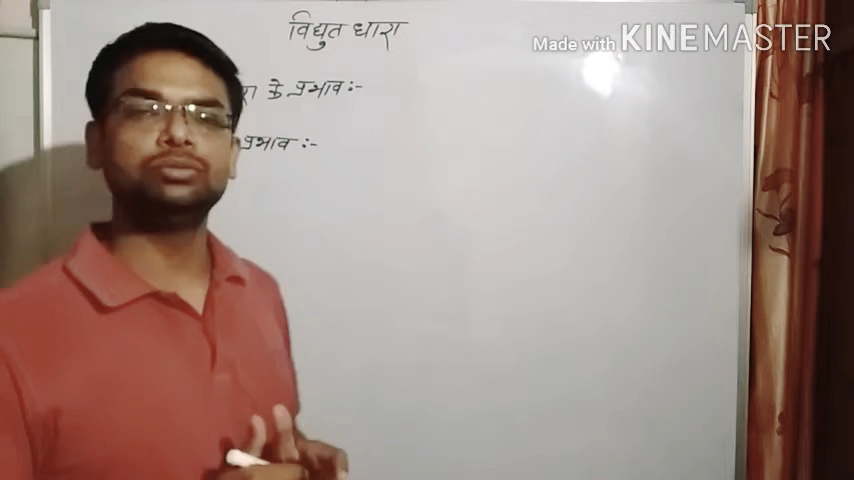 विद्युत धारा
Made with KINEMASTER
के प्रभाव :-
प्रभाव :-